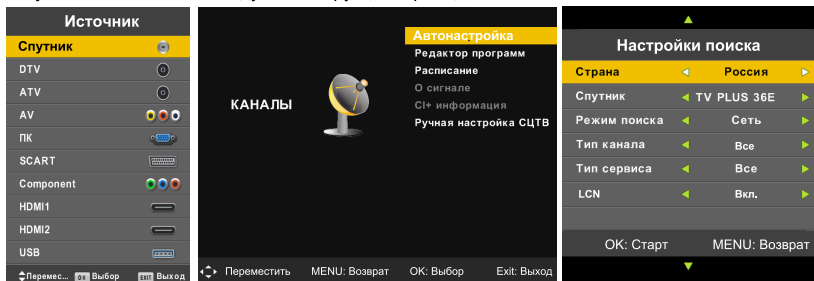 Источник
Спутник
DTV
ATV
AV
ПК
SCART
Component
HDMI1
HDMI2
USB
Перемес... OK Выбор EXIT Выход
КАНАЛЫ
Автонастройка
Редактор программ
Расписание
О сигнале
CI+ информация
Ручная настройка СЦТВ
Переместить MENU: Возврат OK: Выбор Exit: Выход
Настройки поиска
Страна Россия
Спутник TV PLUS 36E
Режим поиска Сеть
Тип канала Все
Тип сервиса Все
LCN Вкл.
OK: Старт MENU: Возврат